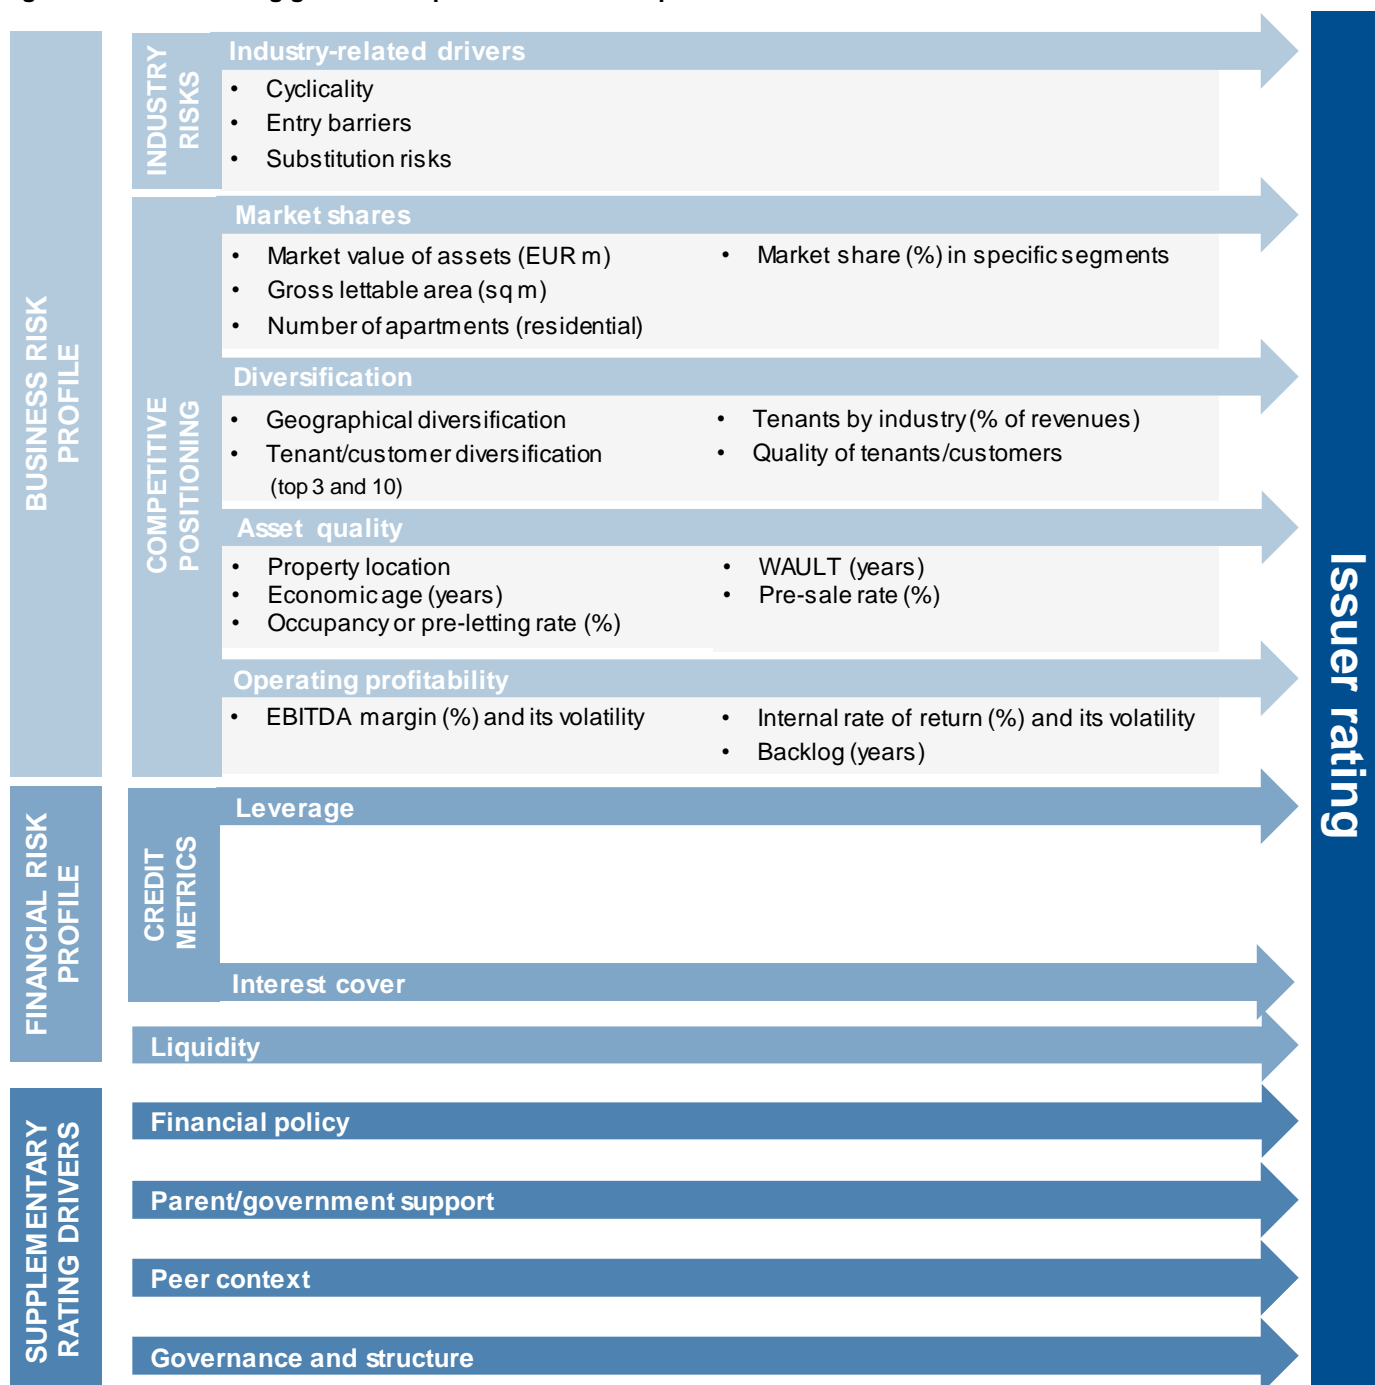 BUSINESS RISK
PROFILE
INDUSTRY
RISKS
Industry-related drivers
• Cyclicality
• Entry barriers
• Substitution risks
COMPETITIVE
POSITIONING
Market shares
• Market value of assets (EUR m)
• Gross lettable area (sq m)
• Number of apartments (residential)
• Market share (%) in specific segments
Diversification
• Geographical diversification
• Tenant/customer diversification
(top 3 and 10)
• Tenants by industry (% of revenues)
• Quality of tenants/customers
Asset quality
• Property location
• Economic age (years)
• Occupancy or pre-letting rate (%)
• WAULT (years)
• Pre-sale rate (%)
Operating profitability
• EBITDA margin (%) and its volatility
• Internal rate of return (%) and its volatility
• Backlog (years)
FINANCIAL RISK
PROFILE
CREDIT
METRICS
Leverage
Interest cover
Liquidity
SUPPLEMENTARY
RATING DRIVERS
Financial policy
Parent/government support
Peer context
Governance and structure
Issuer rating